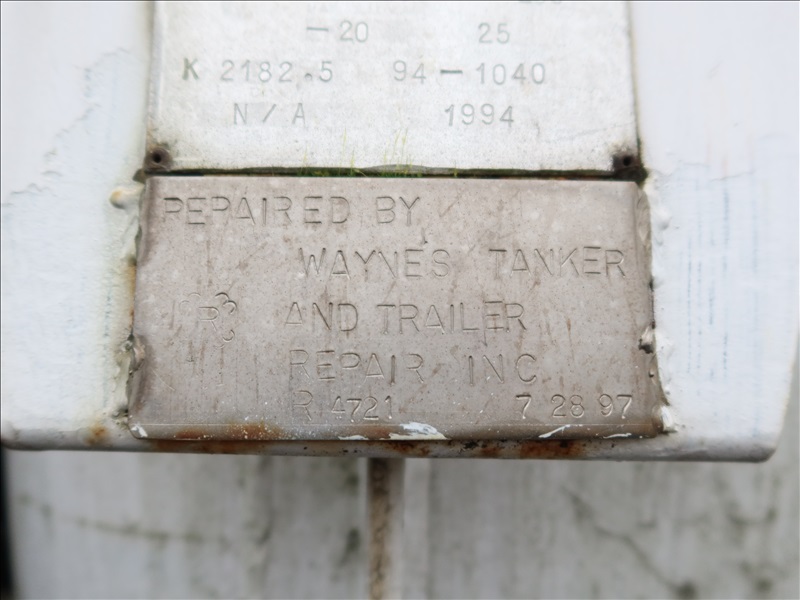 -20 25
K 2182.5 94-1040
N/A 1994
REPAIRED BY
WAYNES TANKER
R AND TRAILER
REPAIR INC
R 4721 7 28 97